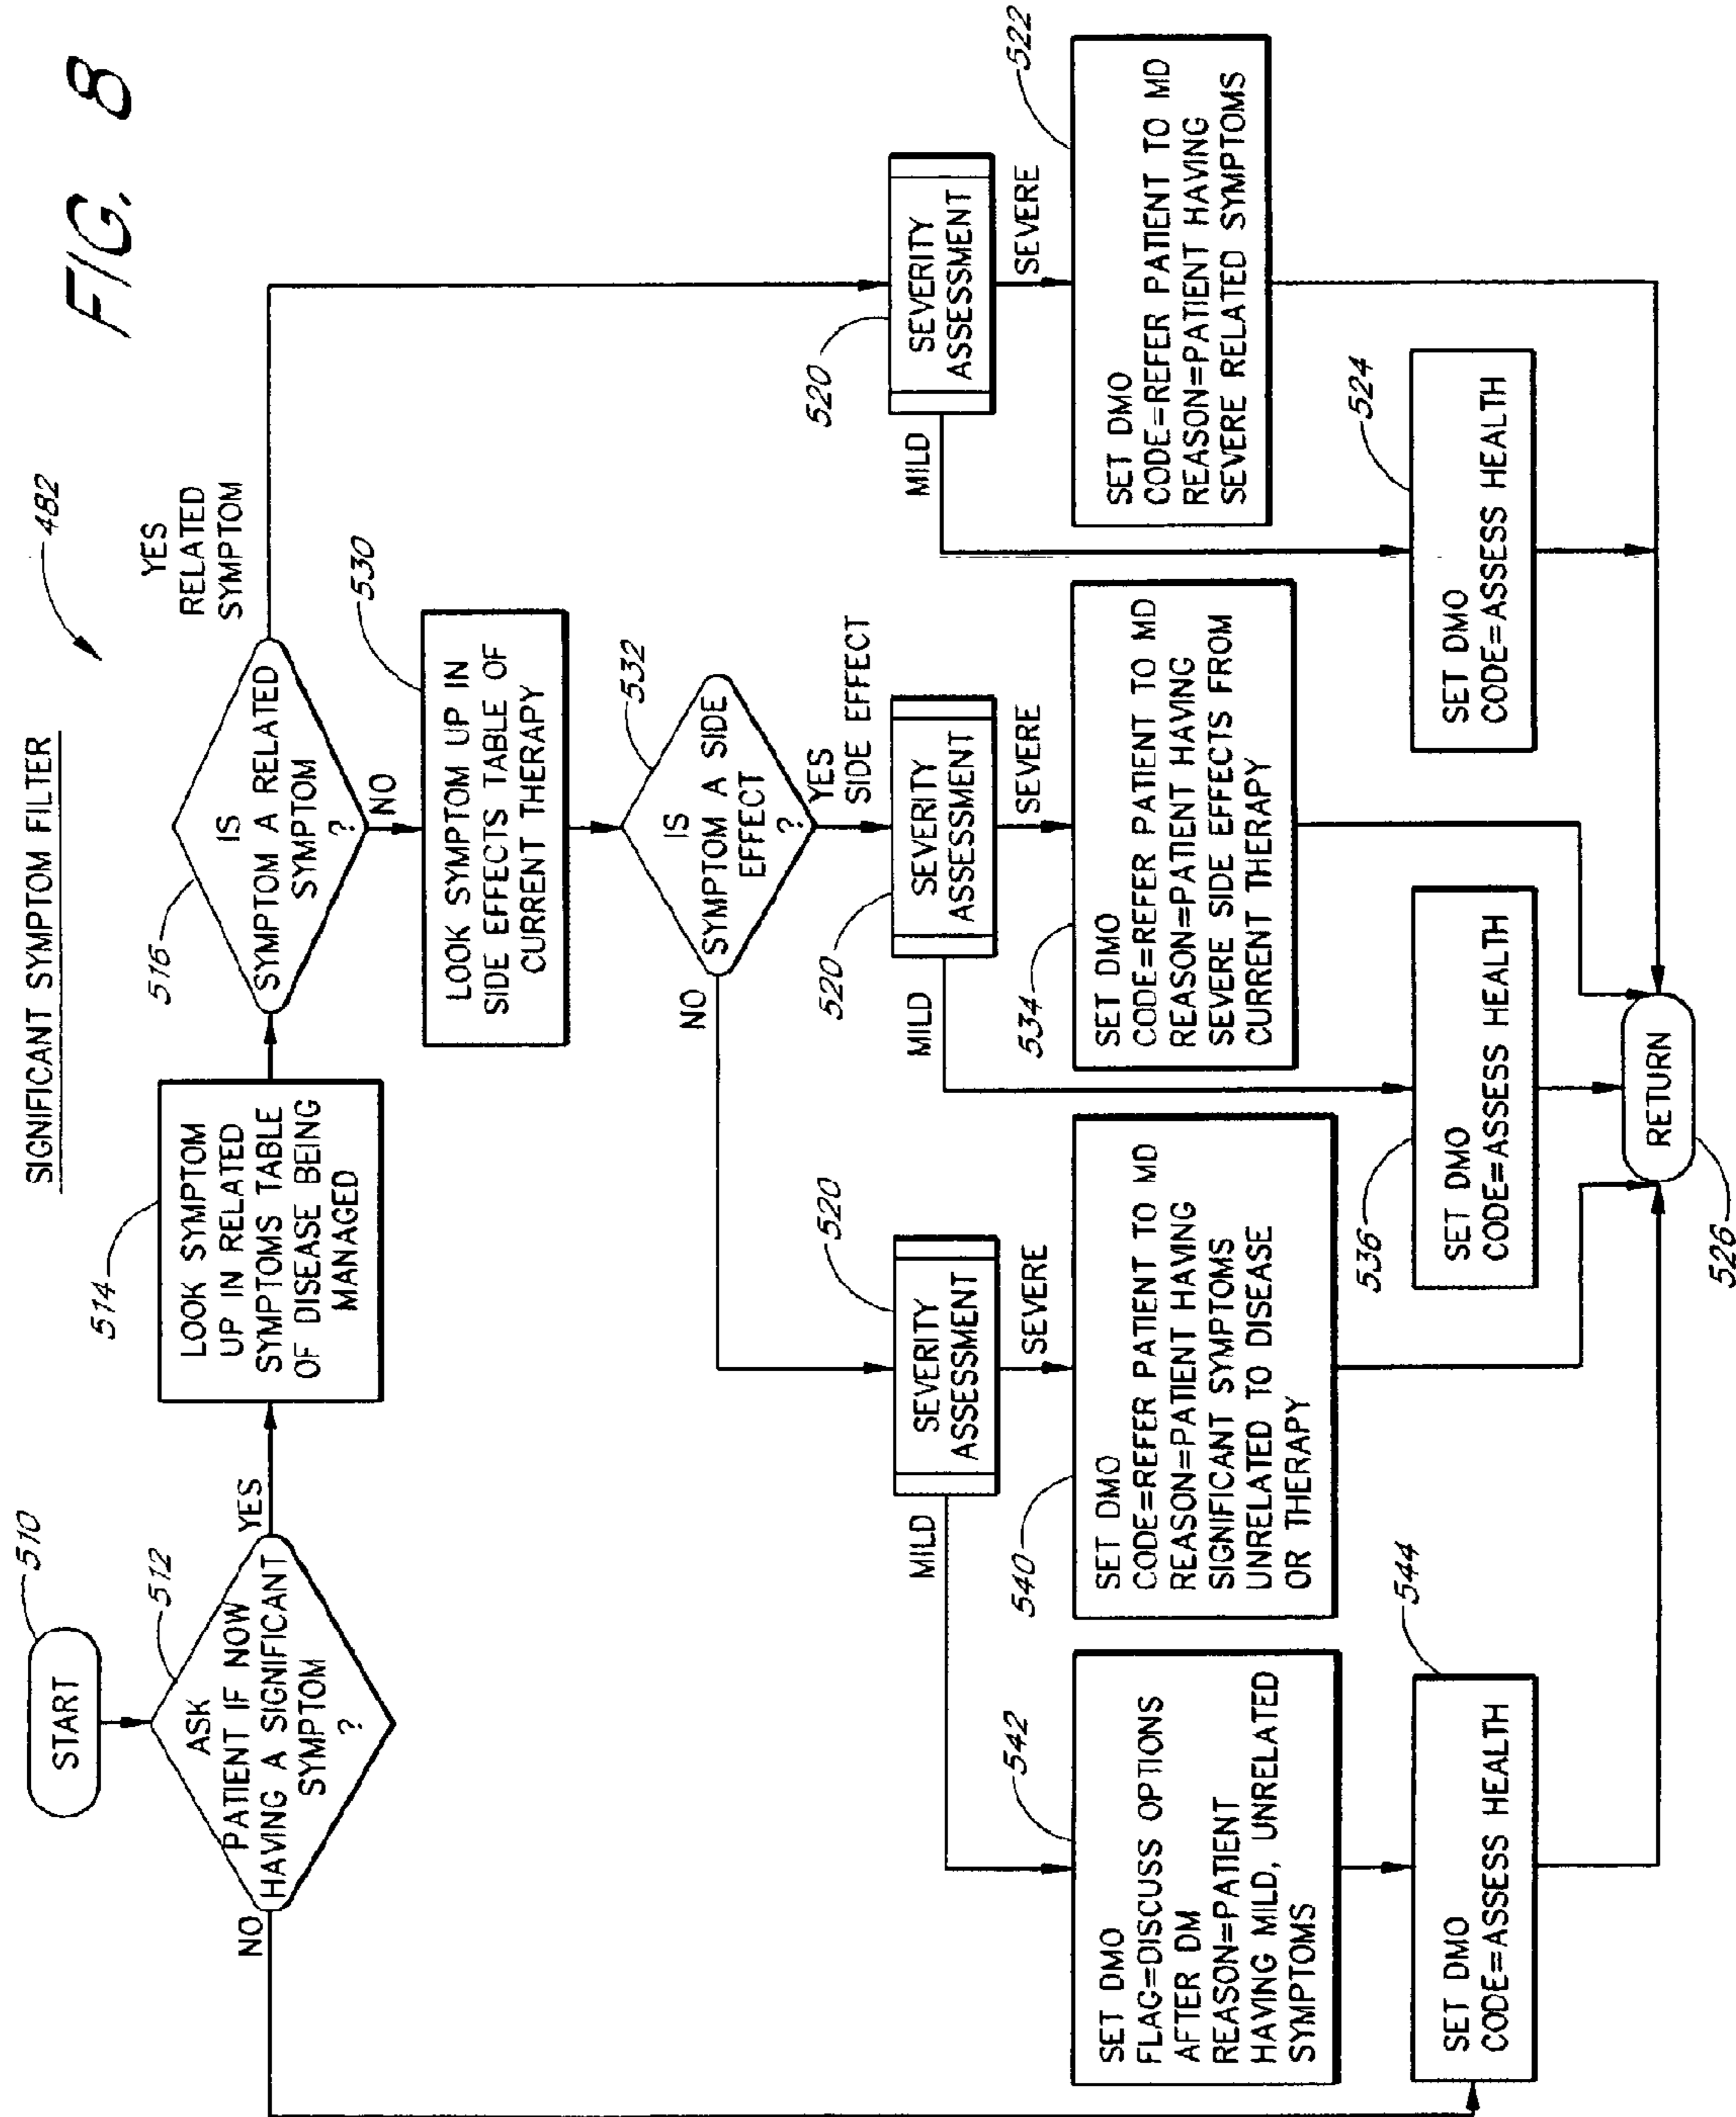 SIGNIFICANT SYMPTOM FILTER
FIG. 8
482
510
START
512
ASK
PATIENT IF NOW
HAVING A SIGNIFICANT
SYMPTOM
?
NO
YES
514
LOOK SYMPTOM
UP IN RELATED
SYMPTOMS TABLE
OF DISEASE BEING
MANAGED
516
IS
SYMPTOM A RELATED
SYMPTOM
?
YES
RELATED
SYMPTOM
NO
530
LOOK SYMPTOM UP IN
SIDE EFFECTS TABLE OF
CURRENT THERAPY
532
IS
SYMPTOM A SIDE
EFFECT
?
NO
YES
SIDE EFFECT
520
SEVERITY
ASSESSMENT
MILD
SEVERE
520
SEVERITY
ASSESSMENT
MILD
SEVERE
520
SEVERITY
ASSESSMENT
MILD
SEVERE
542
SET DMO
FLAG=DISCUSS OPTIONS
AFTER DM
REASON=PATIENT
HAVING MILD, UNRELATED
SYMPTOMS
540
SET DMO
CODE=REFER PATIENT TO MD
REASON=PATIENT HAVING
SIGNIFICANT SYMPTOMS
UNRELATED TO DISEASE
OR THERAPY
534
SET DMO
CODE=REFER PATIENT TO MD
REASON=PATIENT HAVING
SEVERE SIDE EFFECTS FROM
CURRENT THERAPY
522
SET DMO
CODE=REFER PATIENT TO MD
REASON=PATIENT HAVING
SEVERE RELATED SYMPTOMS
544
SET DMO
CODE=ASSESS HEALTH
536
SET DMO
CODE=ASSESS HEALTH
524
SET DMO
CODE=ASSESS HEALTH
RETURN
526